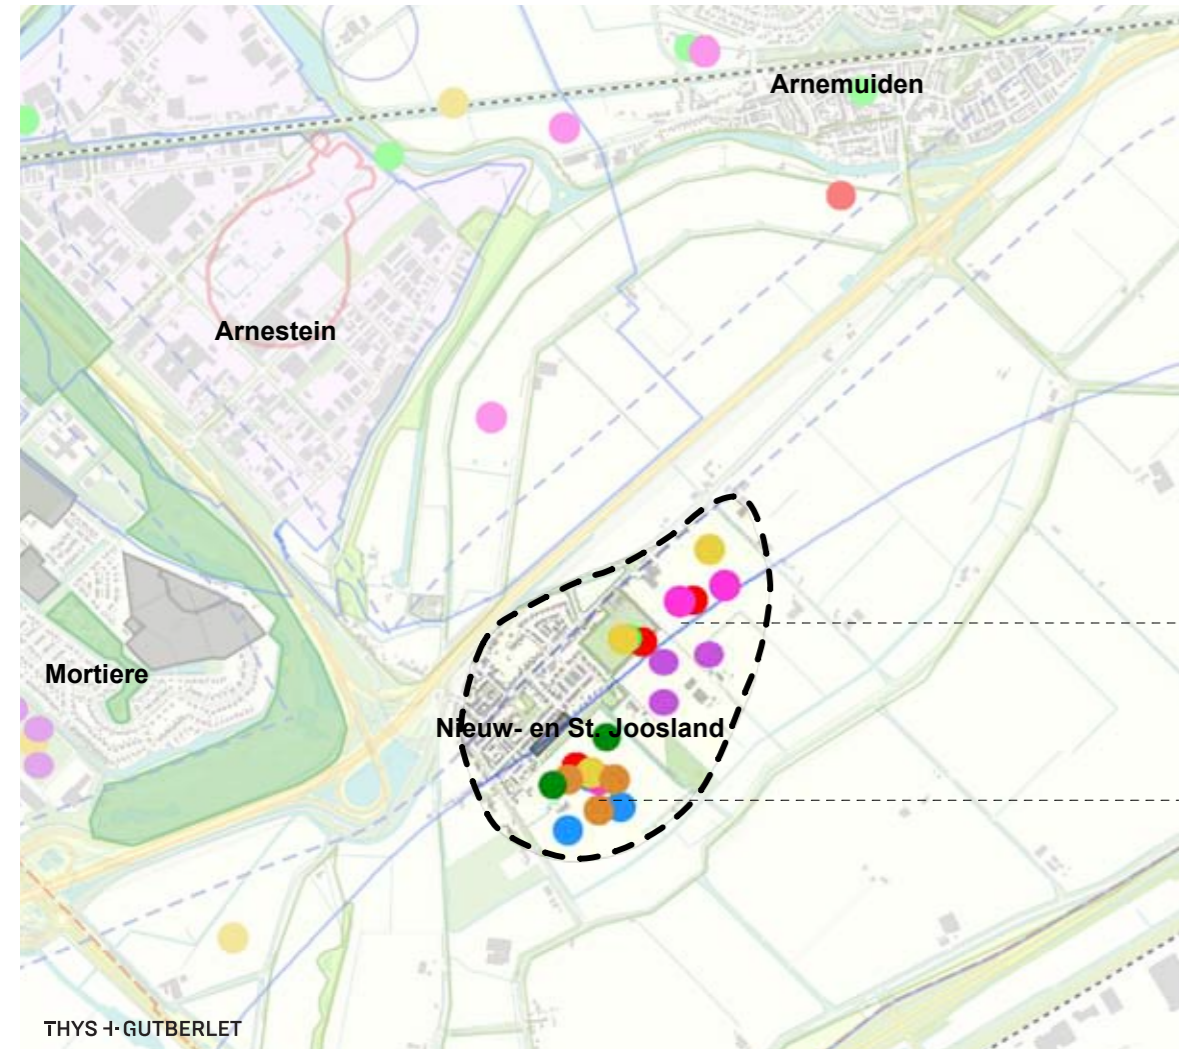 Arnemuiden
Arnestein
Mortiere
Nieuw- en St. Joosland
THYS + GUTBERLET